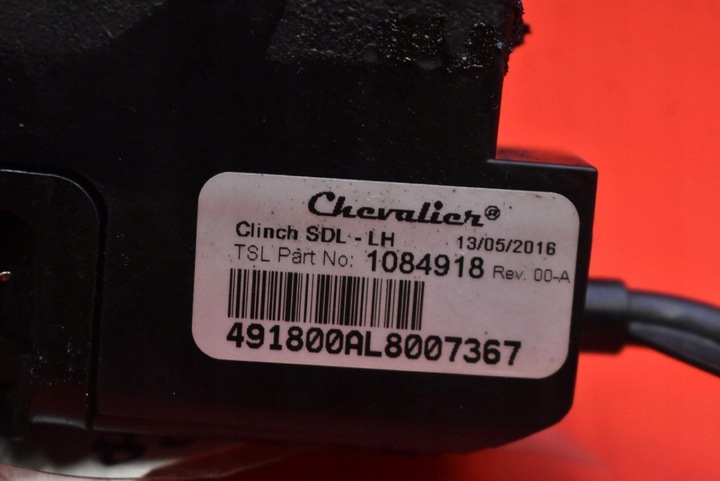 Chevalier®
Clinch SDL - LH 13/05/2016
TSL Part No: 1084918 Rev. 00-A
491800AL8007367